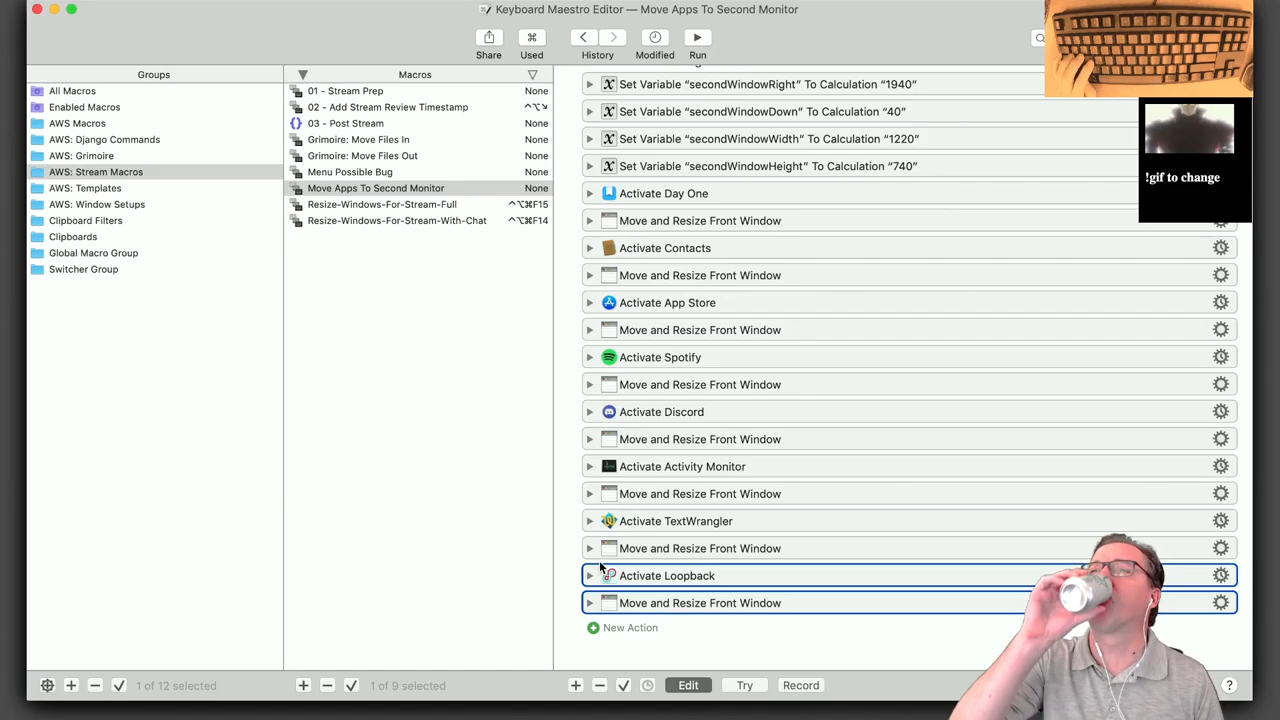 Keyboard Maestro Editor — Move Apps To Second Monitor
Share
Used
History
Modified
Run
Groups
Macros
All Macros
Enabled Macros
AWS Macros
AWS: Django Commands
AWS: Grimoire
AWS: Stream Macros
AWS: Templates
AWS: Window Setups
Clipboard Filters
Clipboards
Global Macro Group
Switcher Group
01 - Stream Prep None
02 - Add Stream Review Timestamp ^⌥↘
03 - Post Stream None
Grimoire: Move Files In None
Grimoire: Move Files Out None
Menu Possible Bug None
Move Apps To Second Monitor None
Resize-Windows-For-Stream-Full ^⌥⌘F15
Resize-Windows-For-Stream-With-Chat ^⌥⌘F14
Set Variable “secondWindowRight” To Calculation “1940”
Set Variable “secondWindowDown” To Calculation “40”
Set Variable “secondWindowWidth” To Calculation “1220”
Set Variable “secondWindowHeight” To Calculation “740”
Activate Day One
Move and Resize Front Window
Activate Contacts
Move and Resize Front Window
Activate App Store
Move and Resize Front Window
Activate Spotify
Move and Resize Front Window
Activate Discord
Move and Resize Front Window
Activate Activity Monitor
Move and Resize Front Window
Activate TextWrangler
Move and Resize Front Window
Activate Loopback
Move and Resize Front Window
New Action
!gif to change
1 of 12 selected
1 of 9 selected
Edit
Try
Record
?